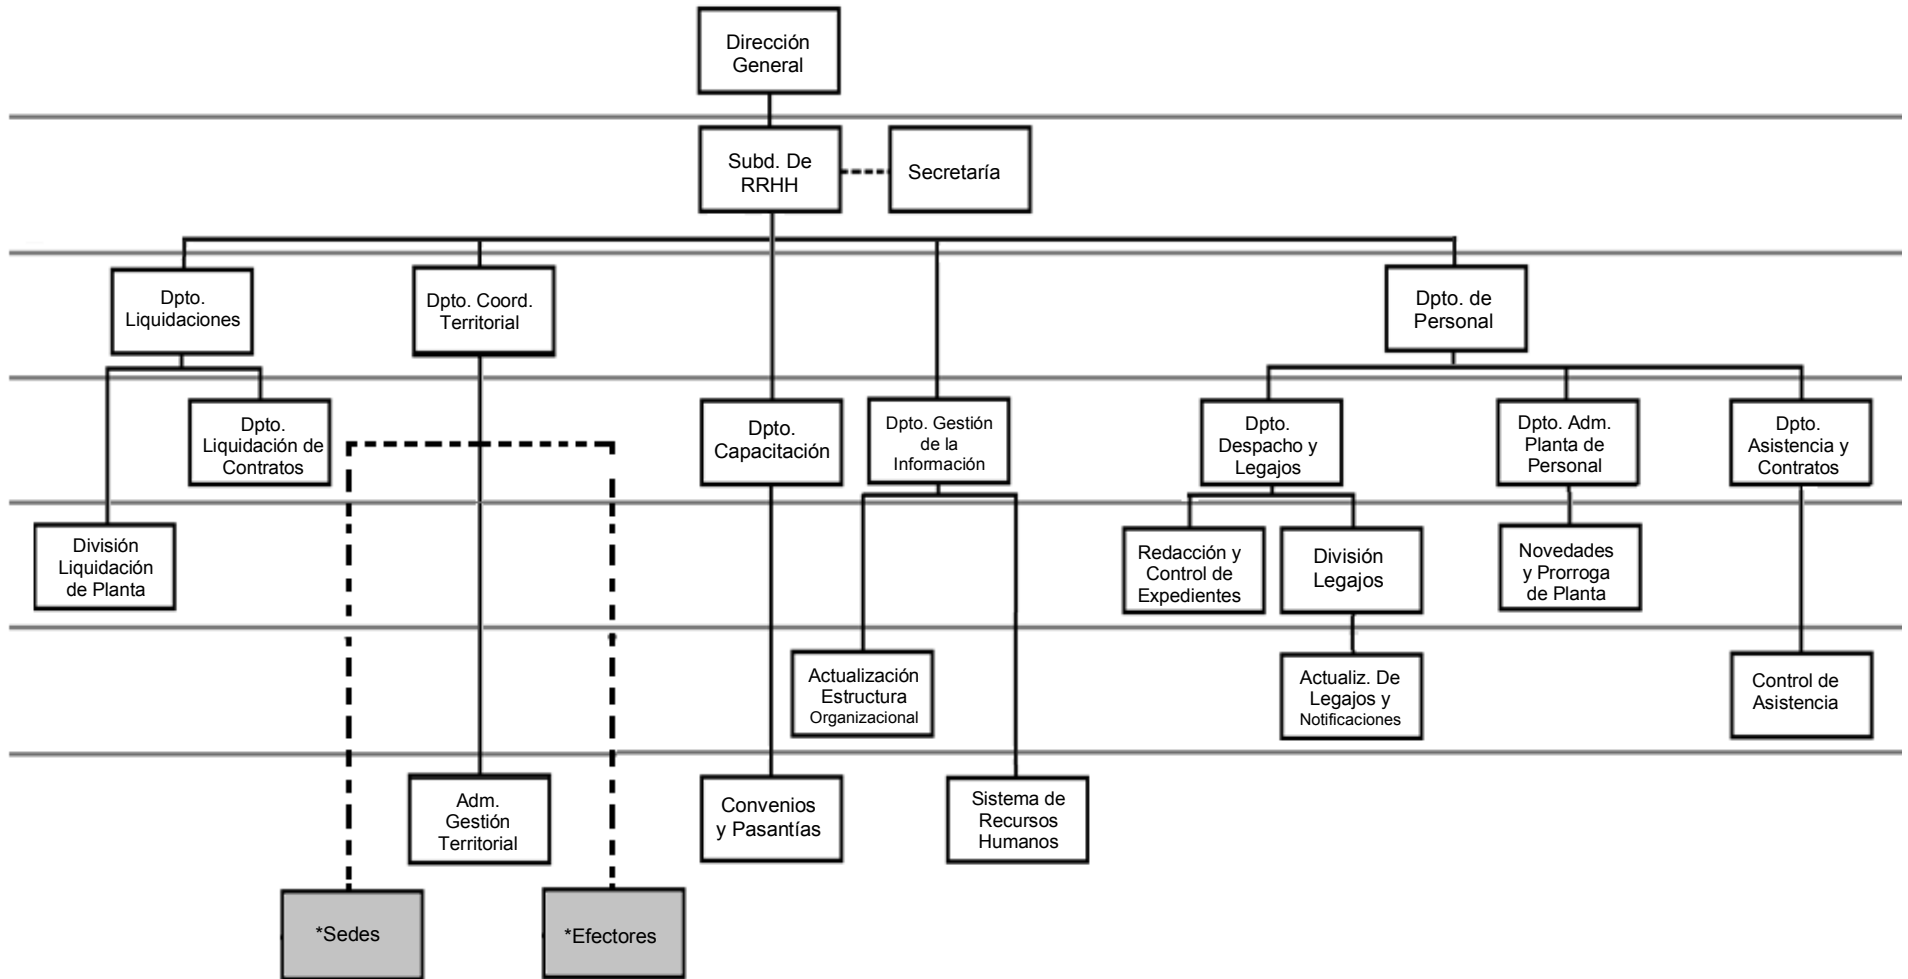 Dirección
General
Subd. De
RRHH
Secretaría
Dpto.
Liquidaciones
Dpto. Coord.
Territorial
Dpto. de
Personal
Dpto.
Liquidación de
Contratos
Dpto.
Capacitación
Dpto. Gestión
de la
Información
Dpto.
Despacho y
Legajos
Dpto. Adm.
Planta de
Personal
Dpto.
Asistencia y
Contratos
División
Liquidación
de Planta
Redacción y
Control de
Expedientes
División
Legajos
Novedades
y Prorroga
de Planta
Actualización
Estructura
Organizacional
Actualiz. De
Legajos y
Notificaciones
Control de
Asistencia
Adm.
Gestión
Territorial
Convenios
y Pasantías
Sistema de
Recursos
Humanos
*Sedes
*Efectores